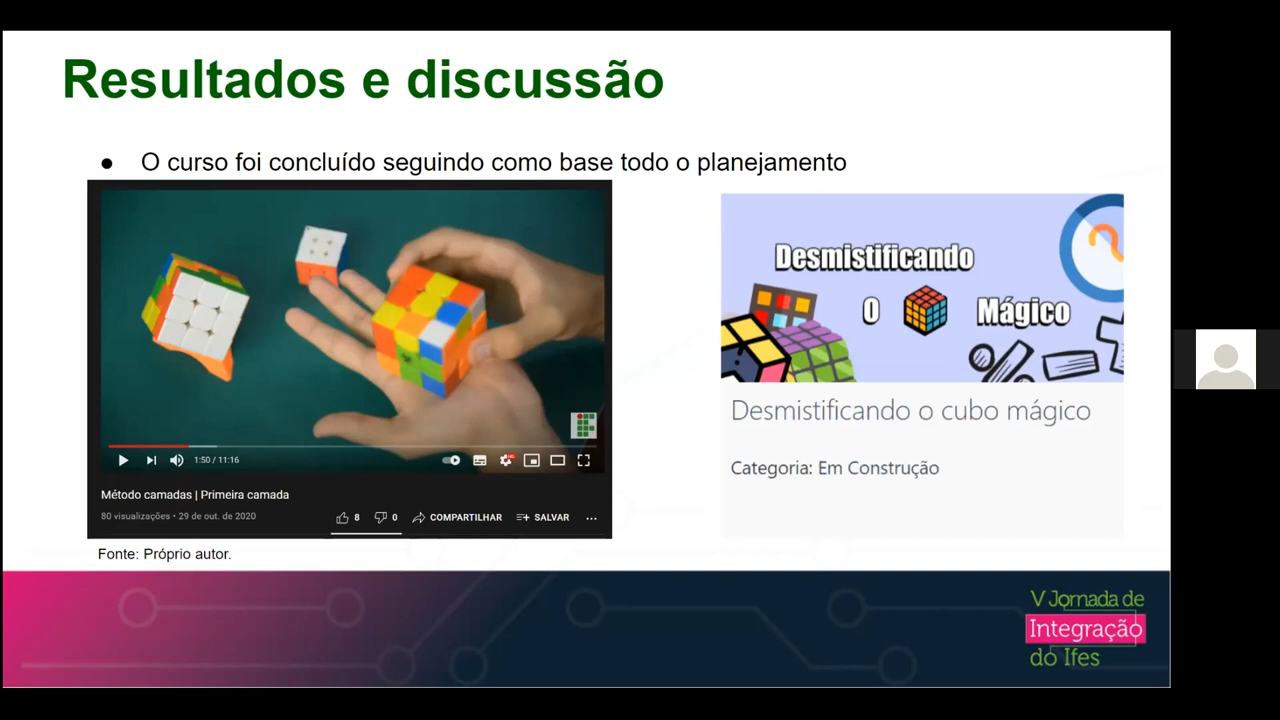 Resultados e discussão
● O curso foi concluído seguindo como base todo o planejamento
1:50 / 11:16
Método camadas | Primeira camada
80 visualizações • 29 de out. de 2020
8 0 COMPARTILHAR SALVAR ...
Fonte: Próprio autor.
Desmistificando
O Mágico
Desmistificando o cubo mágico
Categoria: Em Construção
V Jornada de
Integração
do Ifes